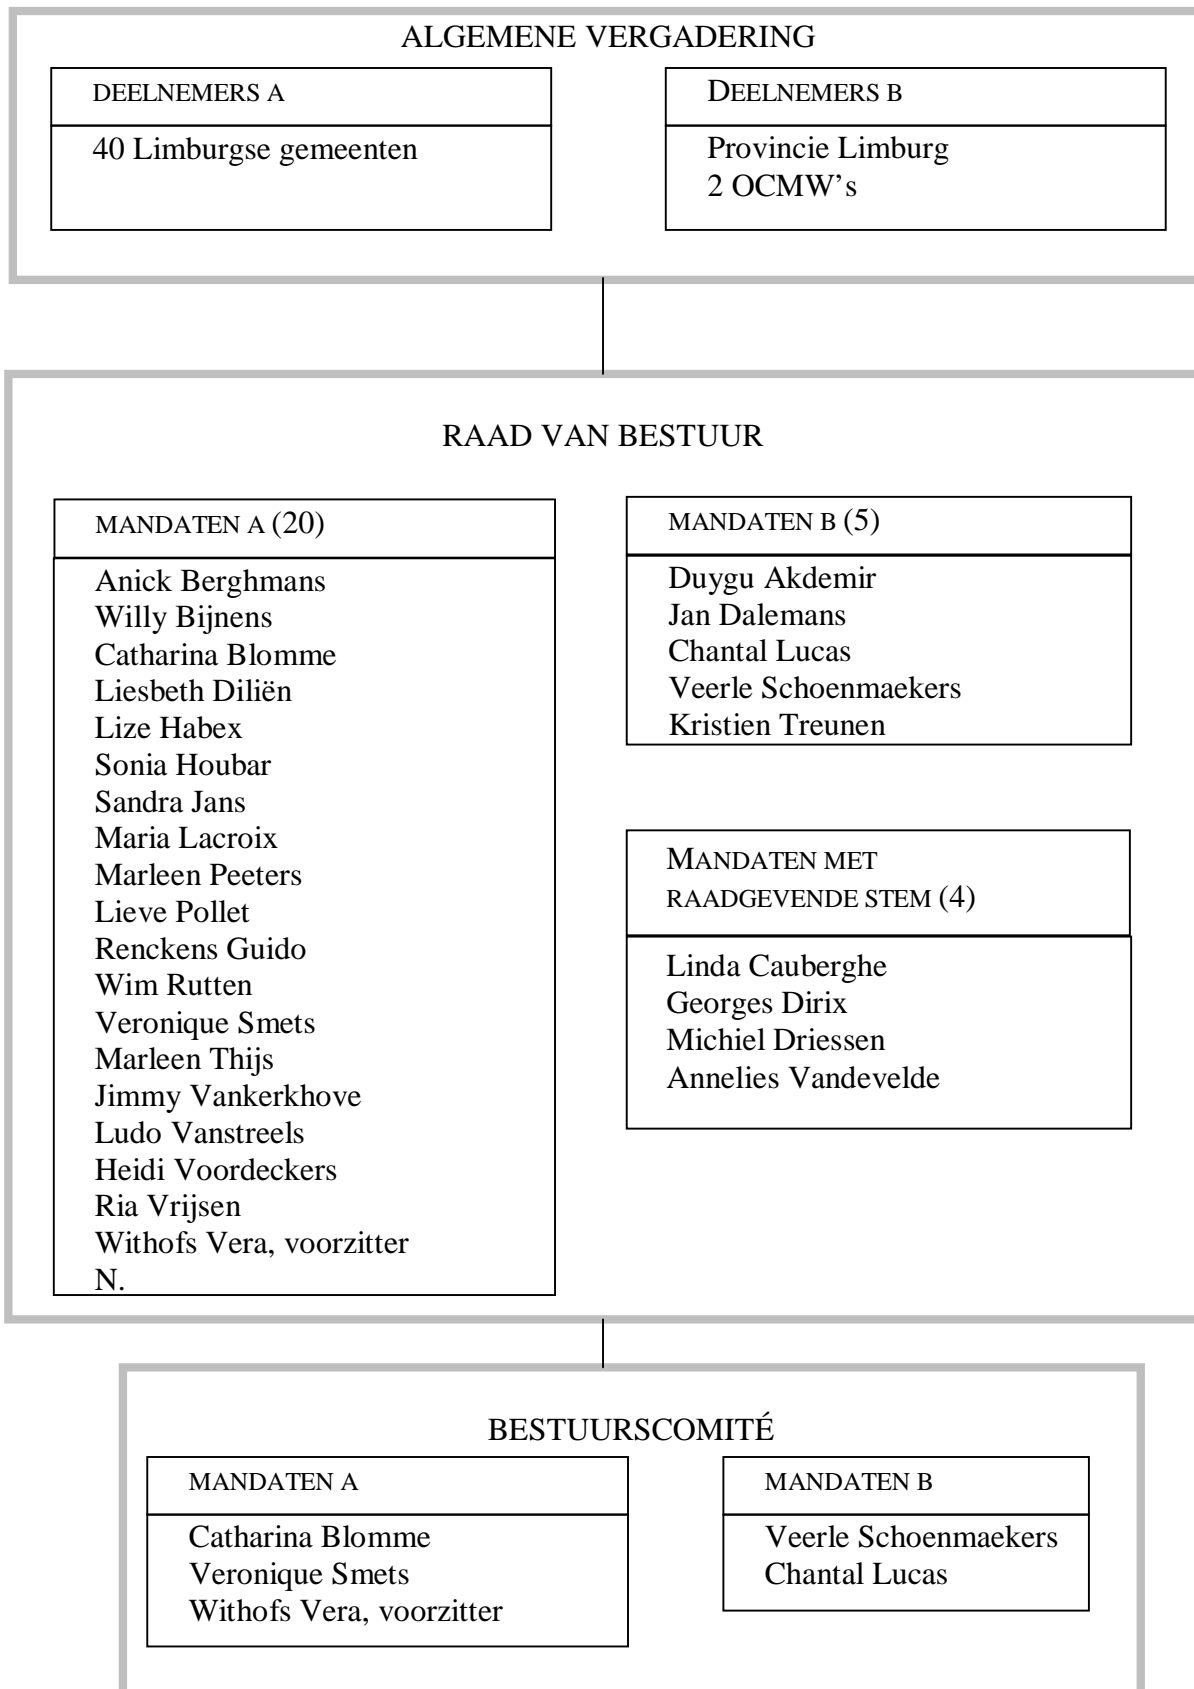 ALGEMENE VERGADERING
DEELNEMERS A
40 Limburgse gemeenten
DEELNEMERS B
Provincie Limburg
2 OCMW’s
RAAD VAN BESTUUR
MANDATEN A (20)
Anick Berghmans
Willy Bijnens
Catharina Blomme
Liesbeth Diliën
Lize Habex
Sonia Houbar
Sandra Jans
Maria Lacroix
Marleen Peeters
Lieve Pollet
Renckens Guido
Wim Rutten
Veronique Smets
Marleen Thijs
Jimmy Vankerkhove
Ludo Vanstreels
Heidi Voordeckers
Ria Vrijsen
Withofs Vera, voorzitter
N.
MANDATEN B (5)
Duygu Akdemir
Jan Dalemans
Chantal Lucas
Veerle Schoenmaekers
Kristien Treunen
MANDATEN MET
RAADGEVENDE STEM (4)
Linda Cauberghe
Georges Dirix
Michiel Driessen
Annelies Vandevelde
BESTUURSCOMITÉ
MANDATEN A
Catharina Blomme
Veronique Smets
Withofs Vera, voorzitter
MANDATEN B
Veerle Schoenmaekers
Chantal Lucas